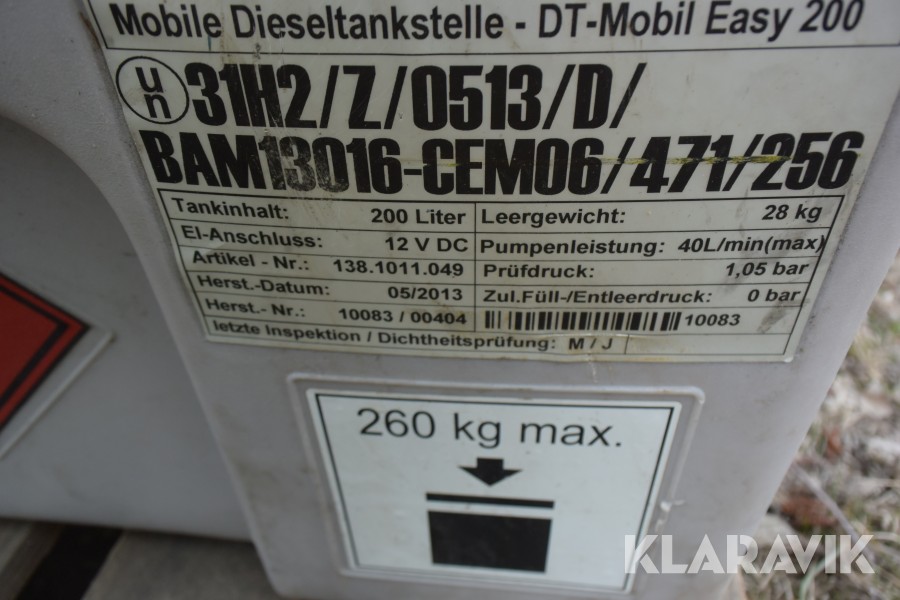 Mobile Dieseltankstelle - DT-Mobil Easy 200
un 31H2/Z/0513/D/
BAM13016-CEM06/471/256
Tankinhalt: 200 Liter Leergewicht: 28 kg
El-Anschluss: 12 V DC Pumpenleistung: 40L/min(max)
Artikel - Nr.: 138.1011.049 Prüfdruck: 1,05 bar
Herst.-Datum: 05/2013 Zul.Füll-/Entleerdruck: 0 bar
Herst.- Nr.: 10083 / 00404 10083
letzte Inspektion / Dichtheitsprüfung: M / J
260 kg max.
KLARAVIK